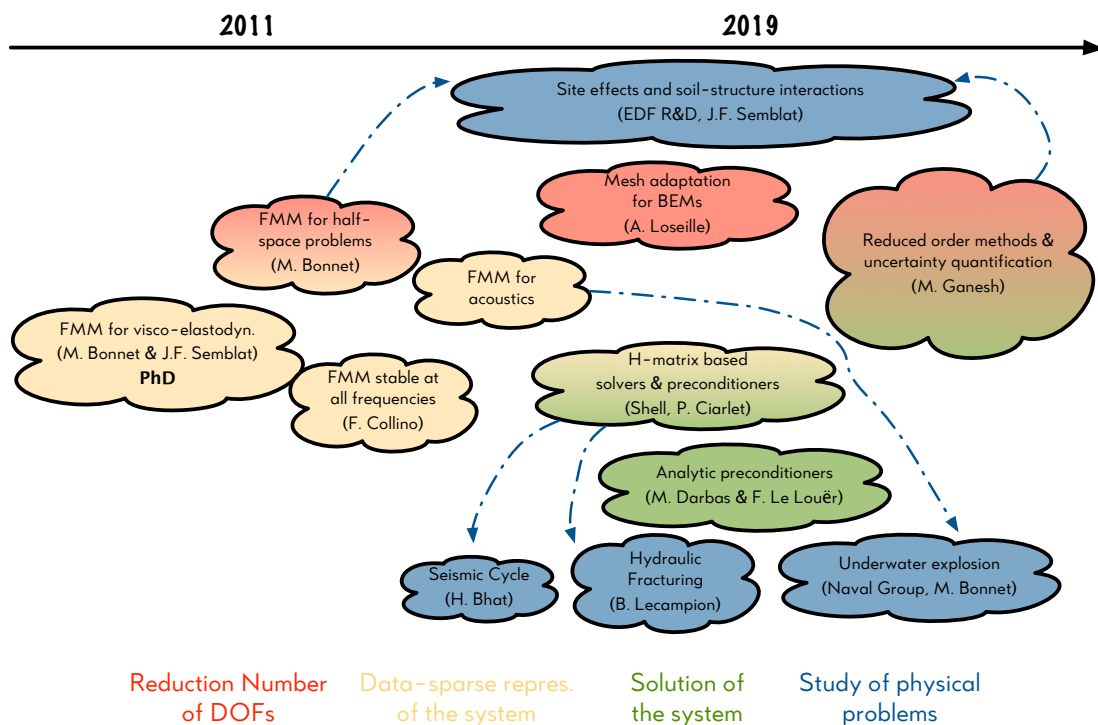 2011
2019
Site effects and soil-structure interactions
(EDF R&D, J.F. Semblat)
Mesh adaptation
for BEMs
(A. Loseille)
FMM for half-
space problems
(M. Bonnet)
Reduced order methods &
uncertainty quantification
(M. Ganesh)
FMM for
acoustics
FMM for visco-elastodyn.
(M. Bonnet & J.F. Semblat)
PhD
FMM stable at
all frequencies
(F. Collino)
H-matrix based
solvers & preconditioners
(Shell, P. Ciarlet)
Analytic preconditioners
(M. Darbas & F. Le Louër)
Seismic Cycle
(H. Bhat)
Hydraulic
Fracturing
(B. Lecampion)
Underwater explosion
(Naval Group, M. Bonnet)
Reduction Number
of DOFs
Data-sparse repres.
of the system
Solution of
the system
Study of physical
problems